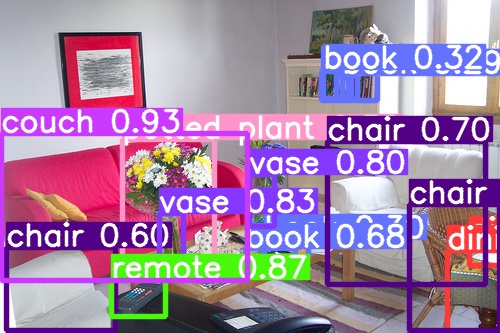 book 0.329
couch 0.93
ed plant
chair 0.70
vase 0.80
chair
vase 0.83
chair 0.60
book 0.68
din
remote 0.87